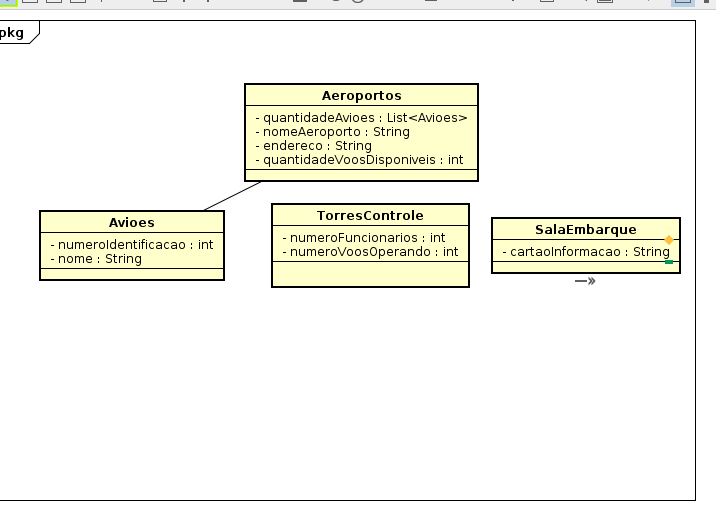 pkg
Aeroportos
- quantidadeAvioes : List<Avioes>
- nomeAeroporto : String
- endereco : String
- quantidadeVoosDisponiveis : int
Avioes
- numeroIdentificacao : int
- nome : String
TorresControle
- numeroFuncionarios : int
- numeroVoosOperando : int
SalaEmbarque
- cartaoInformacao : String